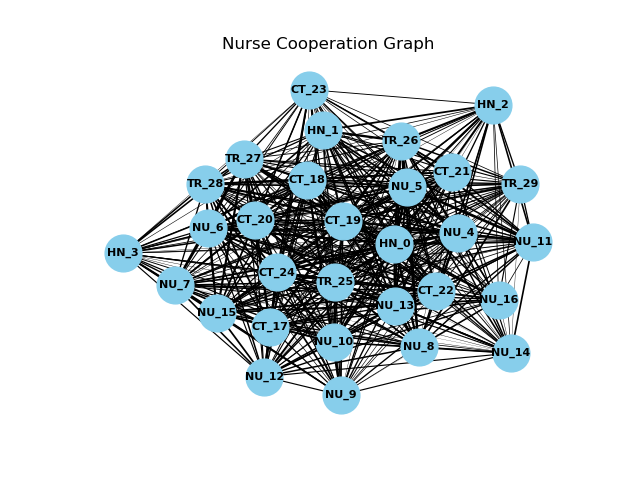 Nurse Cooperation Graph
CT_23
HN_2
HN_1
TR_26
TR_27
CT_21
CT_18
NU_5
TR_28
TR_29
CT_20
CT_19
NU_6
NU_4
HN_0
NU_11
HN_3
CT_24
TR_25
NU_7
CT_22
NU_16
NU_13
NU_15
CT_17
NU_10
NU_8
NU_14
NU_12
NU_9